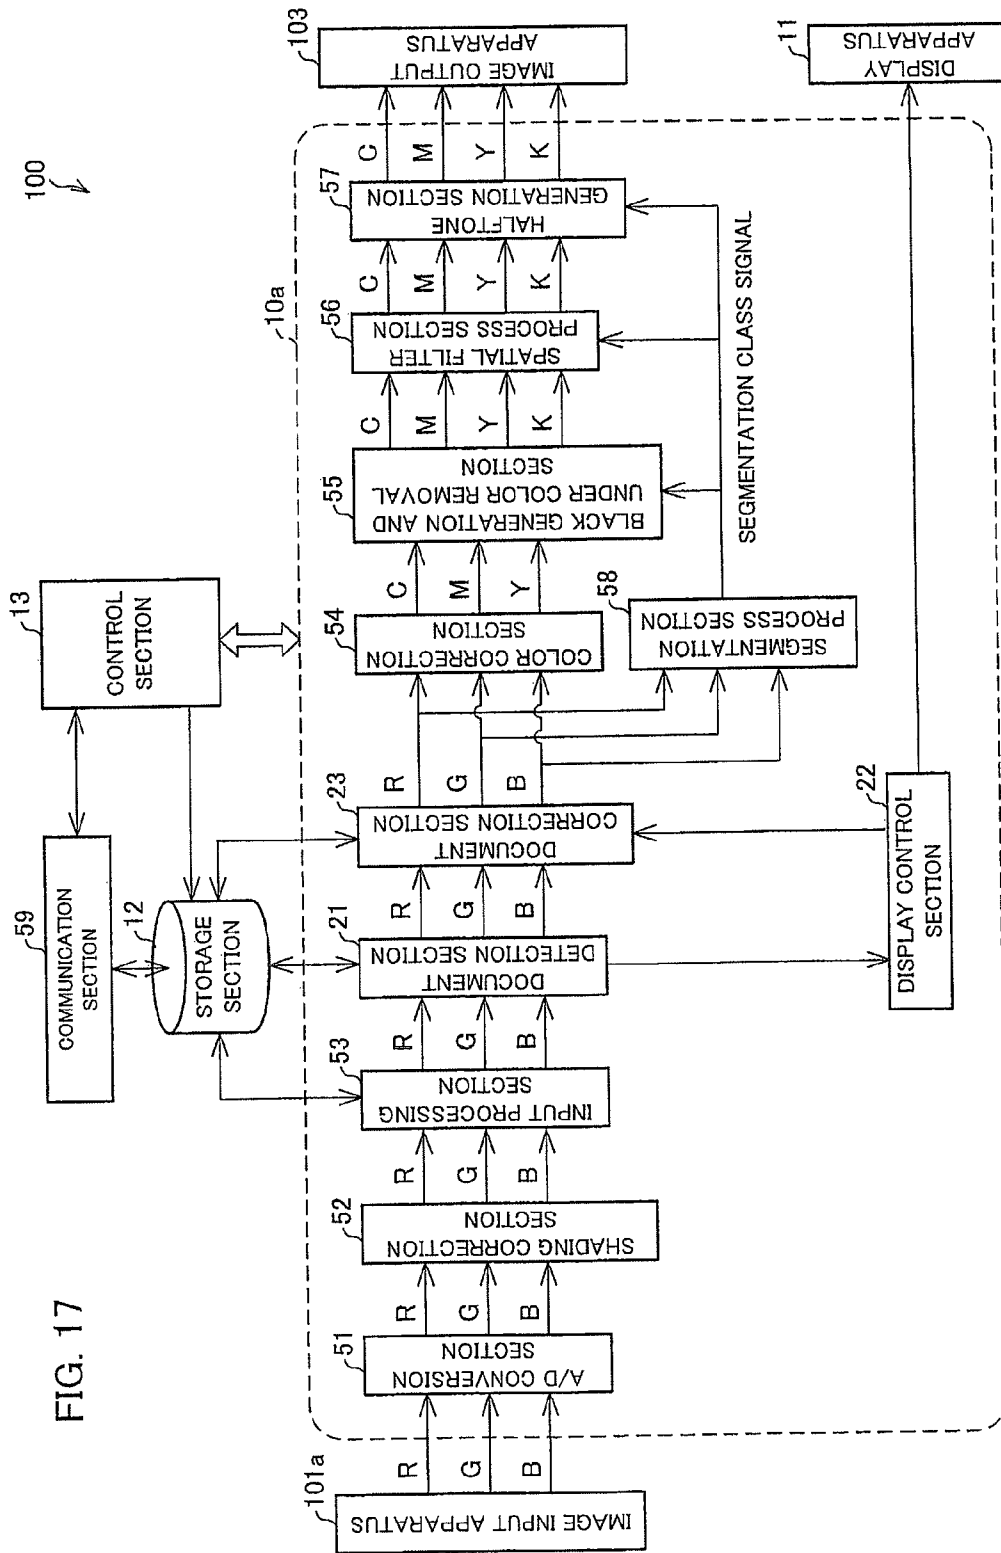 FIG. 17
100
101a
IMAGE INPUT APPARATUS
R
G
B
51
A/D CONVERSION
SECTION
R
G
B
52
SHADING CORRECTION
SECTION
R
G
B
53
INPUT PROCESSING
SECTION
R
G
B
21
DOCUMENT
DETECTION SECTION
R
G
B
23
DOCUMENT
CORRECTION SECTION
R
G
B
54
COLOR CORRECTION
SECTION
C
M
Y
55
BLACK GENERATION AND
UNDER COLOR REMOVAL
SECTION
C
M
Y
K
56
SPATIAL FILTER
PROCESS SECTION
C
M
Y
K
57
HALFTONE
GENERATION SECTION
C
M
Y
K
103
IMAGE OUTPUT
APPARATUS
10a
59
COMMUNICATION
SECTION
12
STORAGE
SECTION
13
CONTROL
SECTION
58
SEGMENTATION
PROCESS SECTION
SEGMENTATION CLASS SIGNAL
22
DISPLAY CONTROL
SECTION
11
DISPLAY
APPARATUS